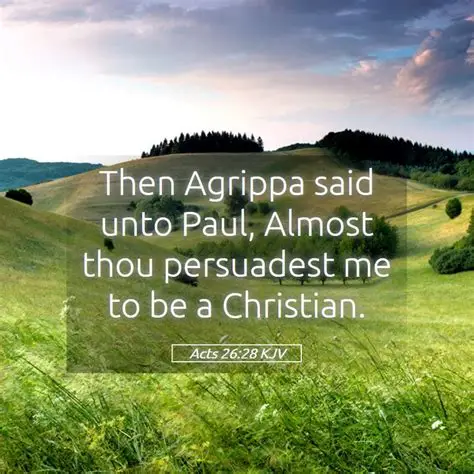 Then Agrippa said
unto Paul, Almost
thou persuadest me
to be a Christian.
Acts 26:28 KJV